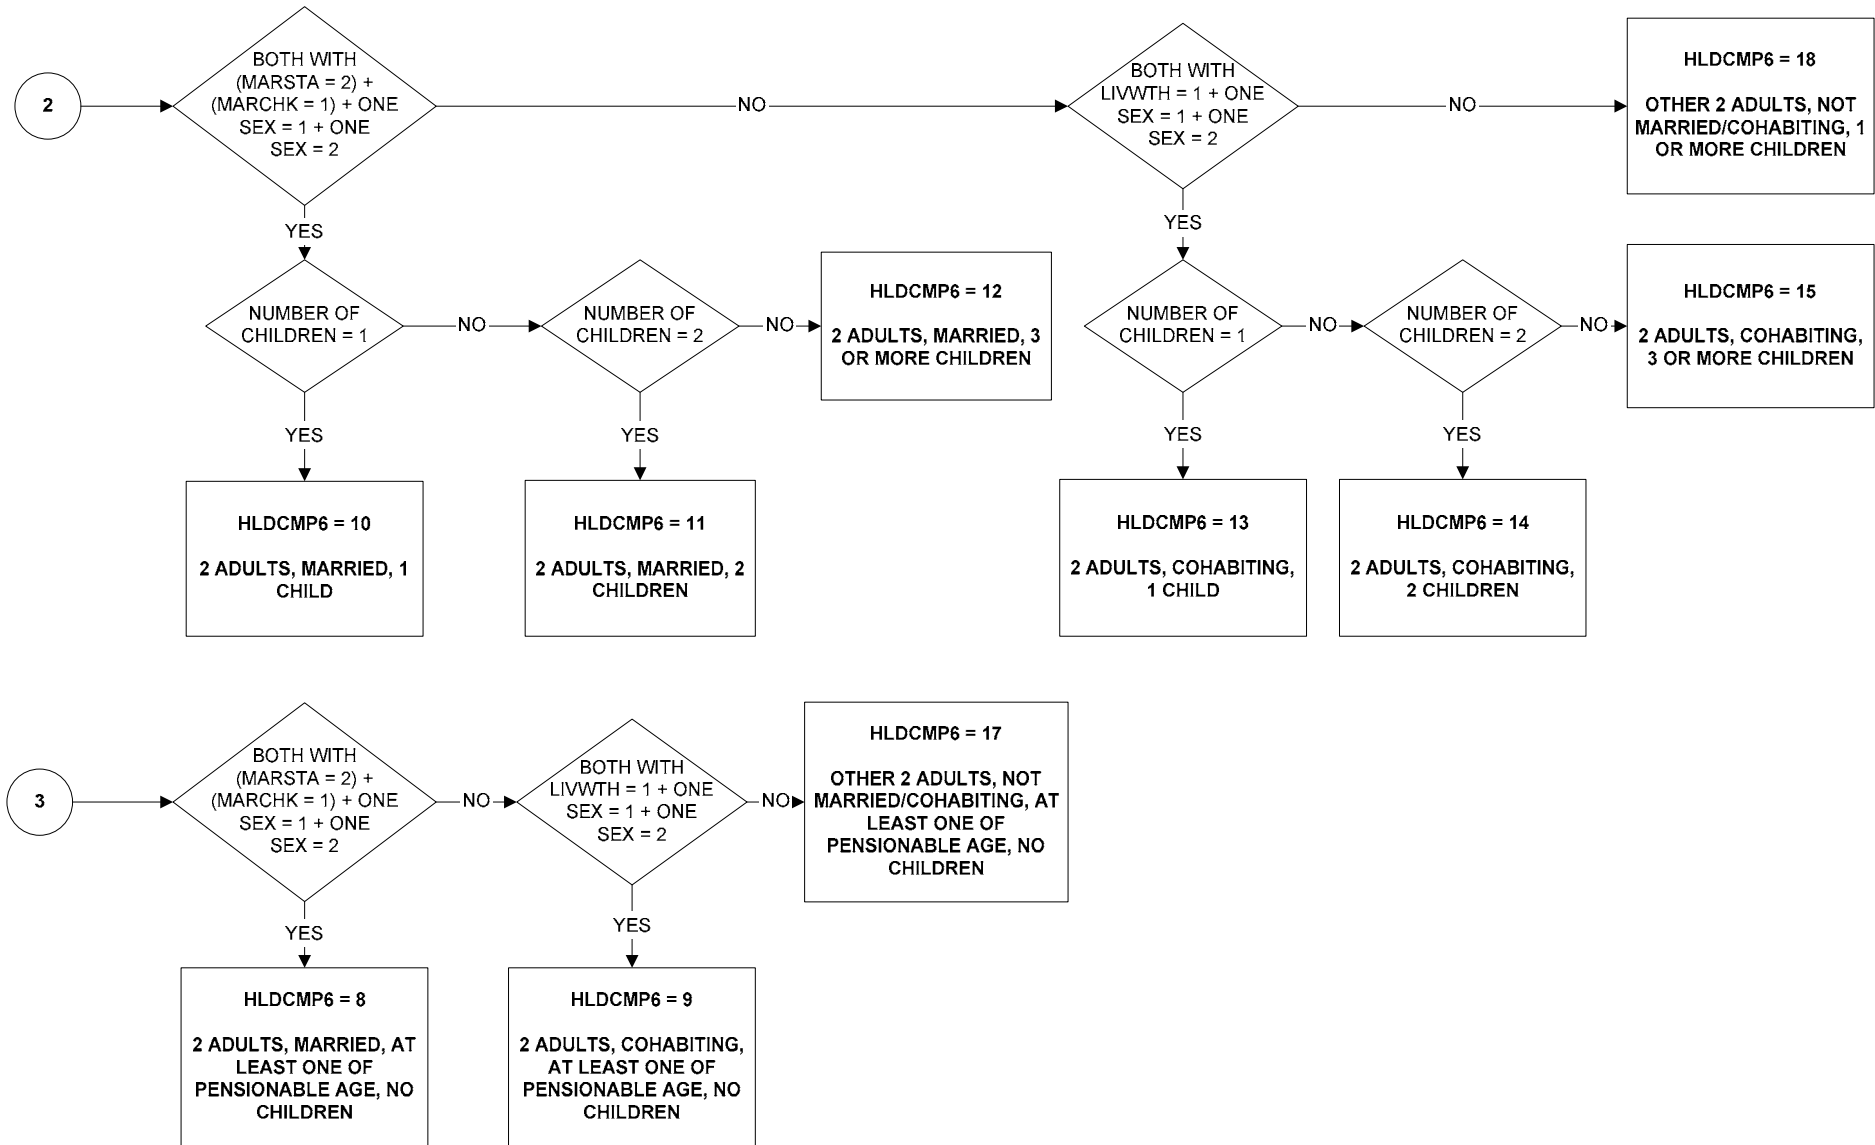 2
BOTH WITH
(MARSTA = 2) +
(MARCHK = 1) + ONE
SEX = 1 + ONE
SEX = 2
NO
BOTH WITH
LIVWTH = 1 + ONE
SEX = 1 + ONE
SEX = 2
NO
HLDCMP6 = 18
OTHER 2 ADULTS, NOT
MARRIED/COHABITING, 1
OR MORE CHILDREN
YES
YES
NUMBER OF
CHILDREN = 1
NO
NUMBER OF
CHILDREN = 2
NO
HLDCMP6 = 12
2 ADULTS, MARRIED, 3
OR MORE CHILDREN
NUMBER OF
CHILDREN = 1
NO
NUMBER OF
CHILDREN = 2
NO
HLDCMP6 = 15
2 ADULTS, COHABITING,
3 OR MORE CHILDREN
YES
YES
YES
YES
HLDCMP6 = 10
2 ADULTS, MARRIED, 1
CHILD
HLDCMP6 = 11
2 ADULTS, MARRIED, 2
CHILDREN
HLDCMP6 = 13
2 ADULTS, COHABITING,
1 CHILD
HLDCMP6 = 14
2 ADULTS, COHABITING,
2 CHILDREN
3
BOTH WITH
(MARSTA = 2) +
(MARCHK = 1) + ONE
SEX = 1 + ONE
SEX = 2
NO
BOTH WITH
LIVWTH = 1 + ONE
SEX = 1 + ONE
SEX = 2
NO
HLDCMP6 = 17
OTHER 2 ADULTS, NOT
MARRIED/COHABITING, AT
LEAST ONE OF
PENSIONABLE AGE, NO
CHILDREN
YES
YES
HLDCMP6 = 8
2 ADULTS, MARRIED, AT
LEAST ONE OF
PENSIONABLE AGE, NO
CHILDREN
HLDCMP6 = 9
2 ADULTS, COHABITING,
AT LEAST ONE OF
PENSIONABLE AGE, NO
CHILDREN